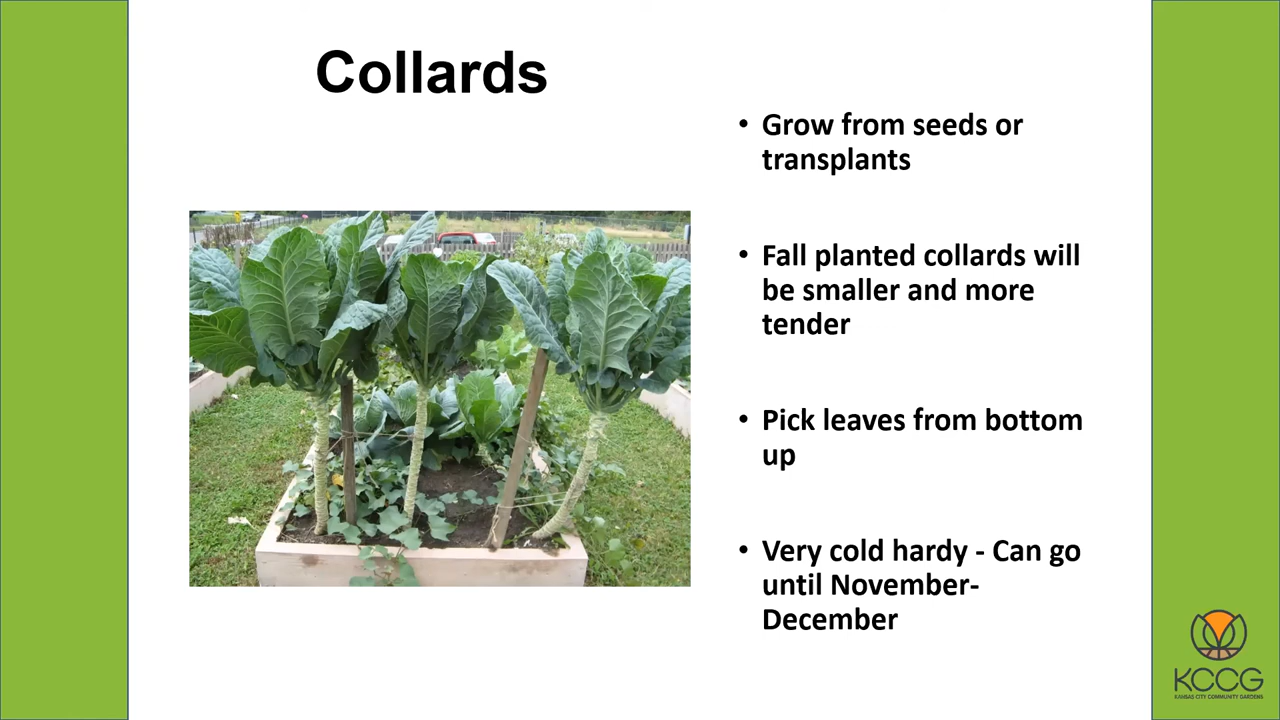 Collards
• Grow from seeds or
transplants
• Fall planted collards will
be smaller and more
tender
• Pick leaves from bottom
up
• Very cold hardy - Can go
until November-
December
KCCG
KANSAS CITY COMMUNITY GARDENS